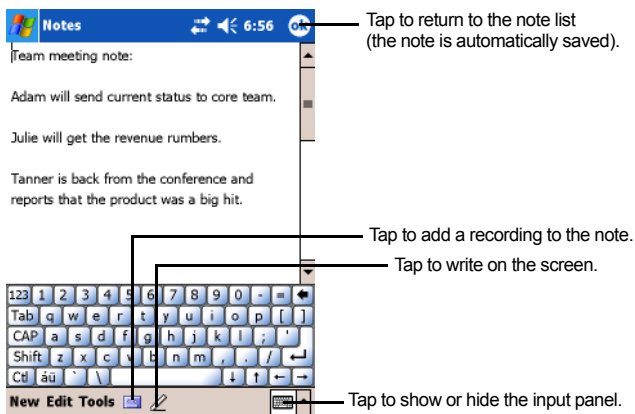 Notes 6:56 ok
Tap to return to the note list
(the note is automatically saved).
Team meeting note:
Adam will send current status to core team.
Julie will get the revenue rumbers.
Tanner is back from the conference and
reports that the product was a big hit.
Tap to add a recording to the note.
Tap to write on the screen.
123 1 2 3 4 5 6 7 8 9 0 - =
Tab q w e r t y u i o p [ ]
CAP a s d f g h j k l ; '
Shift z x c v b n m , . /
Ctl áü ` \
New Edit Tools
Tap to show or hide the input panel.